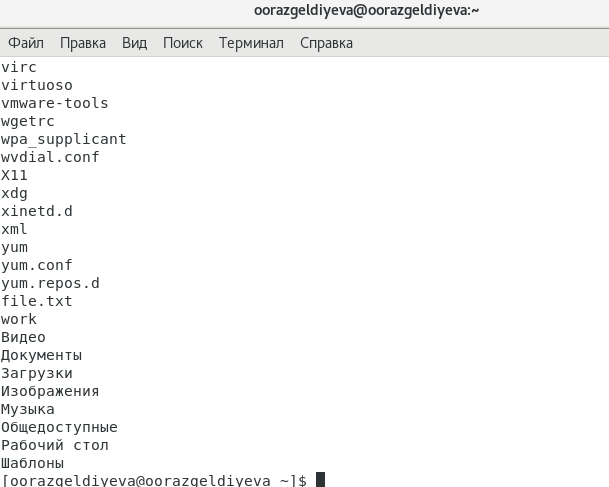 oorazgeldiyeva@oorazgeldiyeva:~
Файл Правка Вид Поиск Терминал Справка
virc
virtuoso
vmware-tools
wgetrc
wpa_supplicant
wvdial.conf
X11
xdg
xinetd.d
xml
yum
yum.conf
yum.repos.d
file.txt
work
Видео
Документы
Загрузки
Изображения
Музыка
Общедоступные
Рабочий стол
Шаблоны
[oorazgeldiyeva@oorazgeldiyeva ~]$